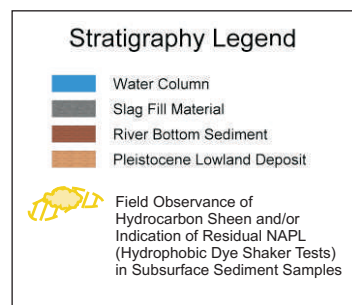 Stratigraphy Legend
Water Column
Slag Fill Material
River Bottom Sediment
Pleistocene Lowland Deposit
Field Observance of
Hydrocarbon Sheen and/or
Indication of Residual NAPL
(Hydrophobic Dye Shaker Tests)
in Subsurface Sediment Samples